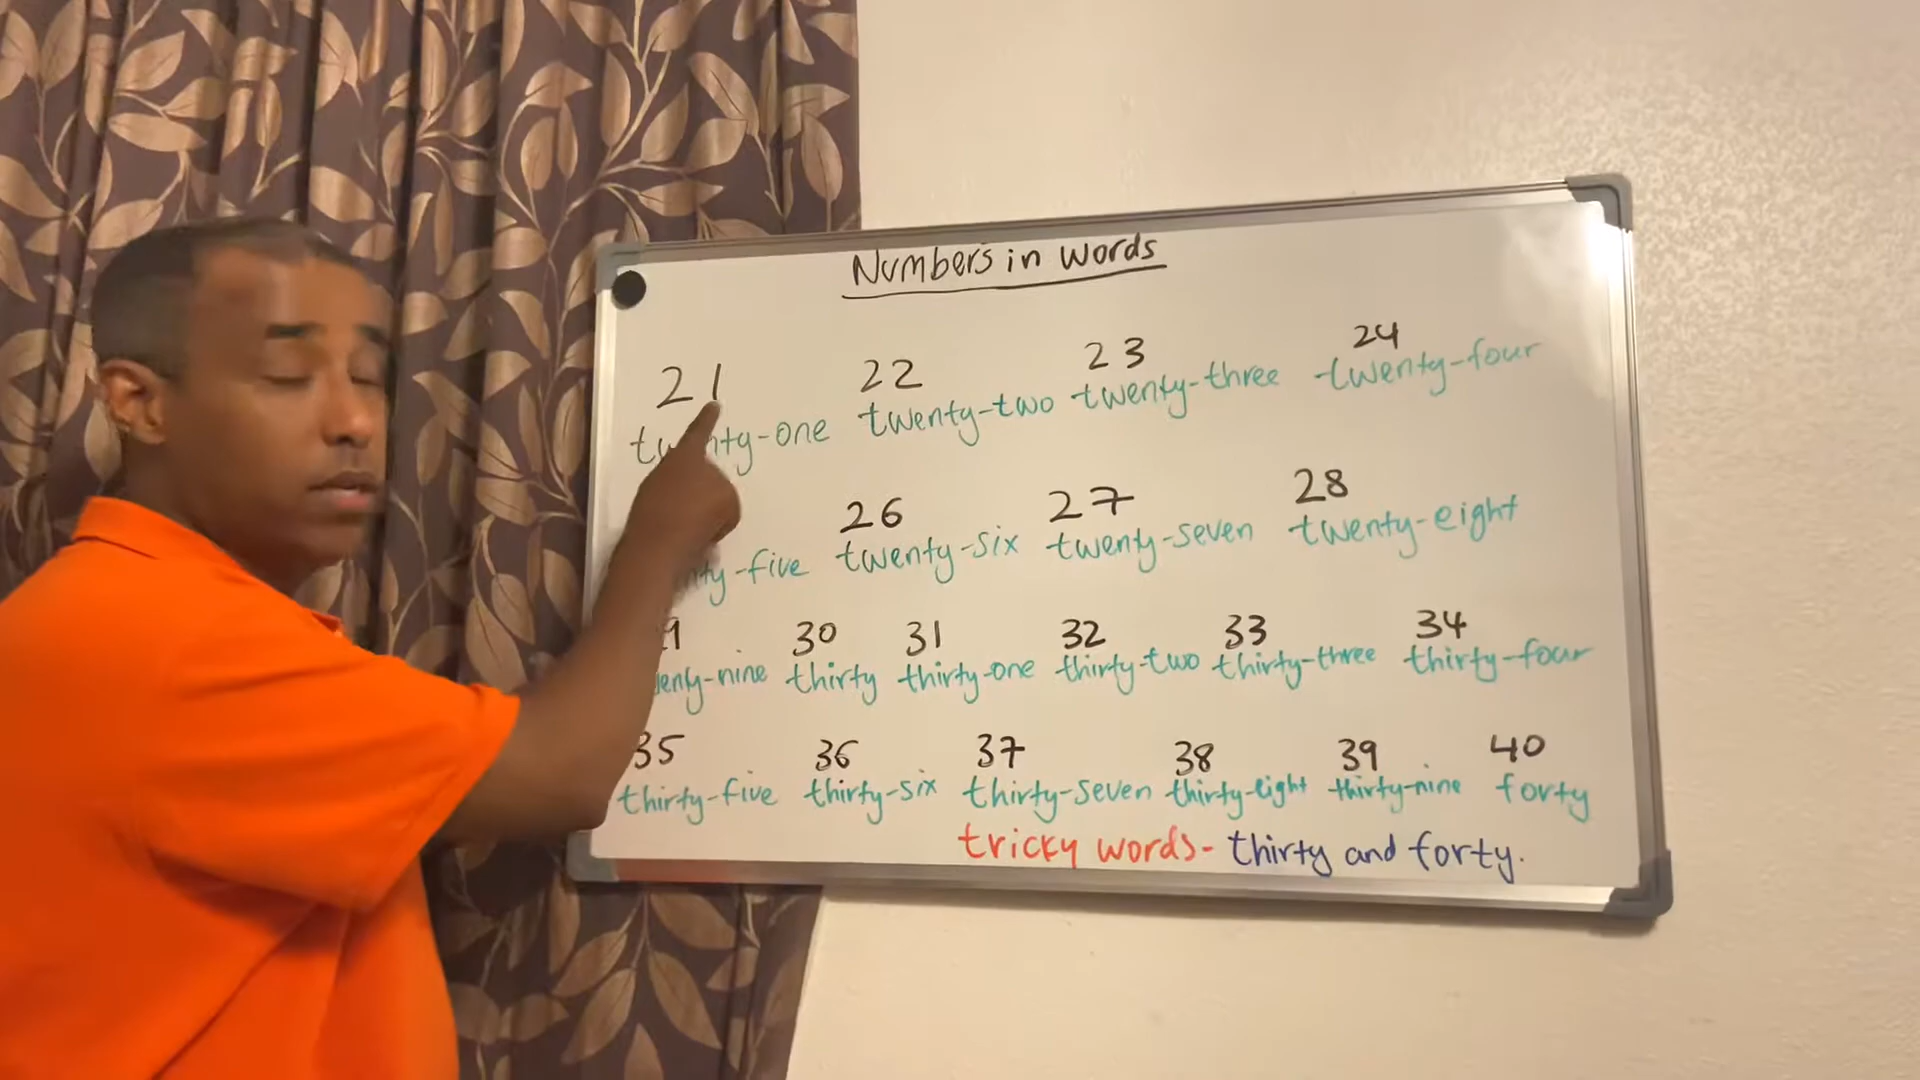 Numbers in words
21 22 23 24
twenty-one twenty-two twenty-three twenty-four
26 27 28
-five twenty-six twenty-seven twenty-eight
30 31 32 33 34
-nine thirty thirty-one thirty-two thirty-three thirty-four
35 36 37 38 39 40
thirty-five thirty-six thirty-seven thirty-eight thirty-nine forty
tricky words- thirty and forty.